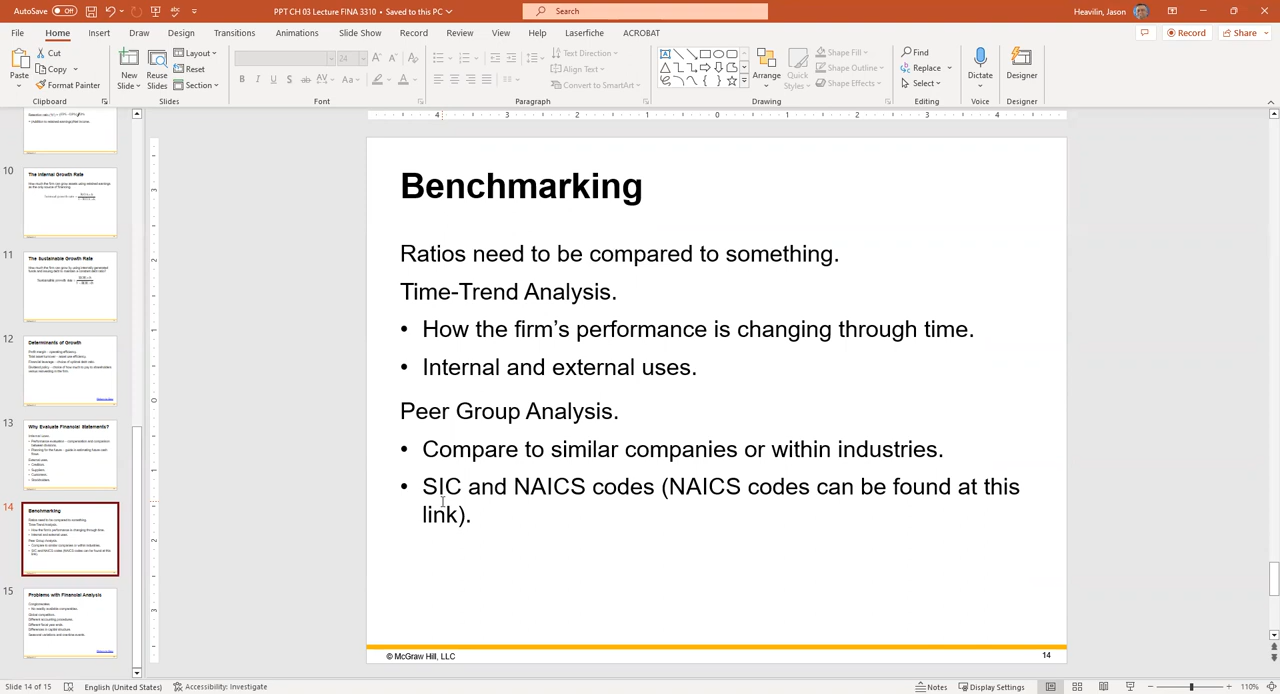 AutoSave Off PPT CH 03 Lecture FINA 3310 • Saved to this PC Search Heavilin, Jason
File Home Insert Draw Design Transitions Animations Slide Show Record Review View Help Laserfiche ACROBAT Record Share
Paste Cut Copy Format Painter New Slides Reuse Slides Layout Reset Section 24 Text Direction Align Text Convert to SmartArt Arrange Quick Styles Shape Fill Shape Outline Shape Effects Find Replace Select Dictate Designer
Clipboard Slides Font Paragraph Drawing Editing Voice Designer
10 The Internal Growth Rate
11 The Sustainable Growth Rate
12 Determinants of Growth
13 Why Evaluate Financial Statements?
14 Benchmarking
15 Problems with Financial Analysis
Benchmarking
Ratios need to be compared to something.
Time-Trend Analysis.
• How the firm's performance is changing through time.
• Internal and external uses.
Peer Group Analysis.
• Compare to similar companies or within industries.
• SIC and NAICS codes (NAICS codes can be found at this
link).
© McGraw Hill, LLC 14
Slide 14 of 15 English (United States) Accessibility: Investigate Notes Display Settings 110%